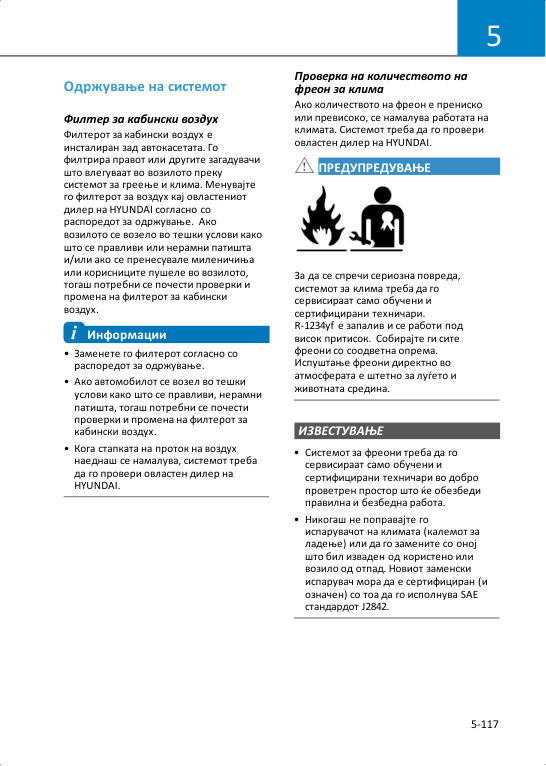 5
Одржување на системот
Филтер за кабински воздух
Филтерот за кабински воздух е
инсталиран зад автокасетата. Го
филтрира правот или другите загадувачи
што влегуваат во возилото преку
системот за греење и клима. Менувајте
го филтерот за воздух кај овластениот
дилер на HYUNDAI согласно со
распоредот за одржување. Ако
возилото се возело во тешки услови како
што се правливи или нерамни патишта
и/или ако се пренесувале миленичиња
или корисниците пушеле во возилото,
тогаш потребни се почести проверки и
промена на филтерот за кабински
воздух.
i Информации
• Заменете го филтерот согласно со
распоредот за одржување.
• Ако автомобилот се возел во тешки
услови како што се правливи, нерамни
патишта, тогаш потребни се почести
проверки и промена на филтерот за
кабински воздух.
• Кога стапката на проток на воздух
наеднаш се намалува, системот треба
да го провери овластен дилер на
HYUNDAI.
Проверка на количеството на
фреон за клима
Ако количеството на фреон е прениско
или превисоко, се намалува работата на
климата. Системот треба да го провери
овластен дилер на HYUNDAI.
ПРЕДУПРЕДУВАЊЕ
За да се спречи сериозна повреда,
системот за клима треба да го
сервисираат само обучени и
сертифицирани техничари.
R-1234yf е запалив и се работи под
висок притисок. Собирајте ги сите
фреони со соодветна опрема.
Испуштање фреони директно во
атмосферата е штетно за луѓето и
животната средина.
ИЗВЕСТУВАЊЕ
• Системот за фреони треба да го
сервисираат само обучени и
сертифицирани техничари во добро
проветрен простор што ќе обезбеди
правилна и безбедна работа.
• Никогаш не поправајте го
испарувачот на климата (калемот за
ладење) или да го замените со оној
што бил изваден од користено или
возило од отпад. Новиот заменски
испарувач мора да е сертифициран (и
означен) со тоа да го исполнува SAE
стандардот J2842.
5-117